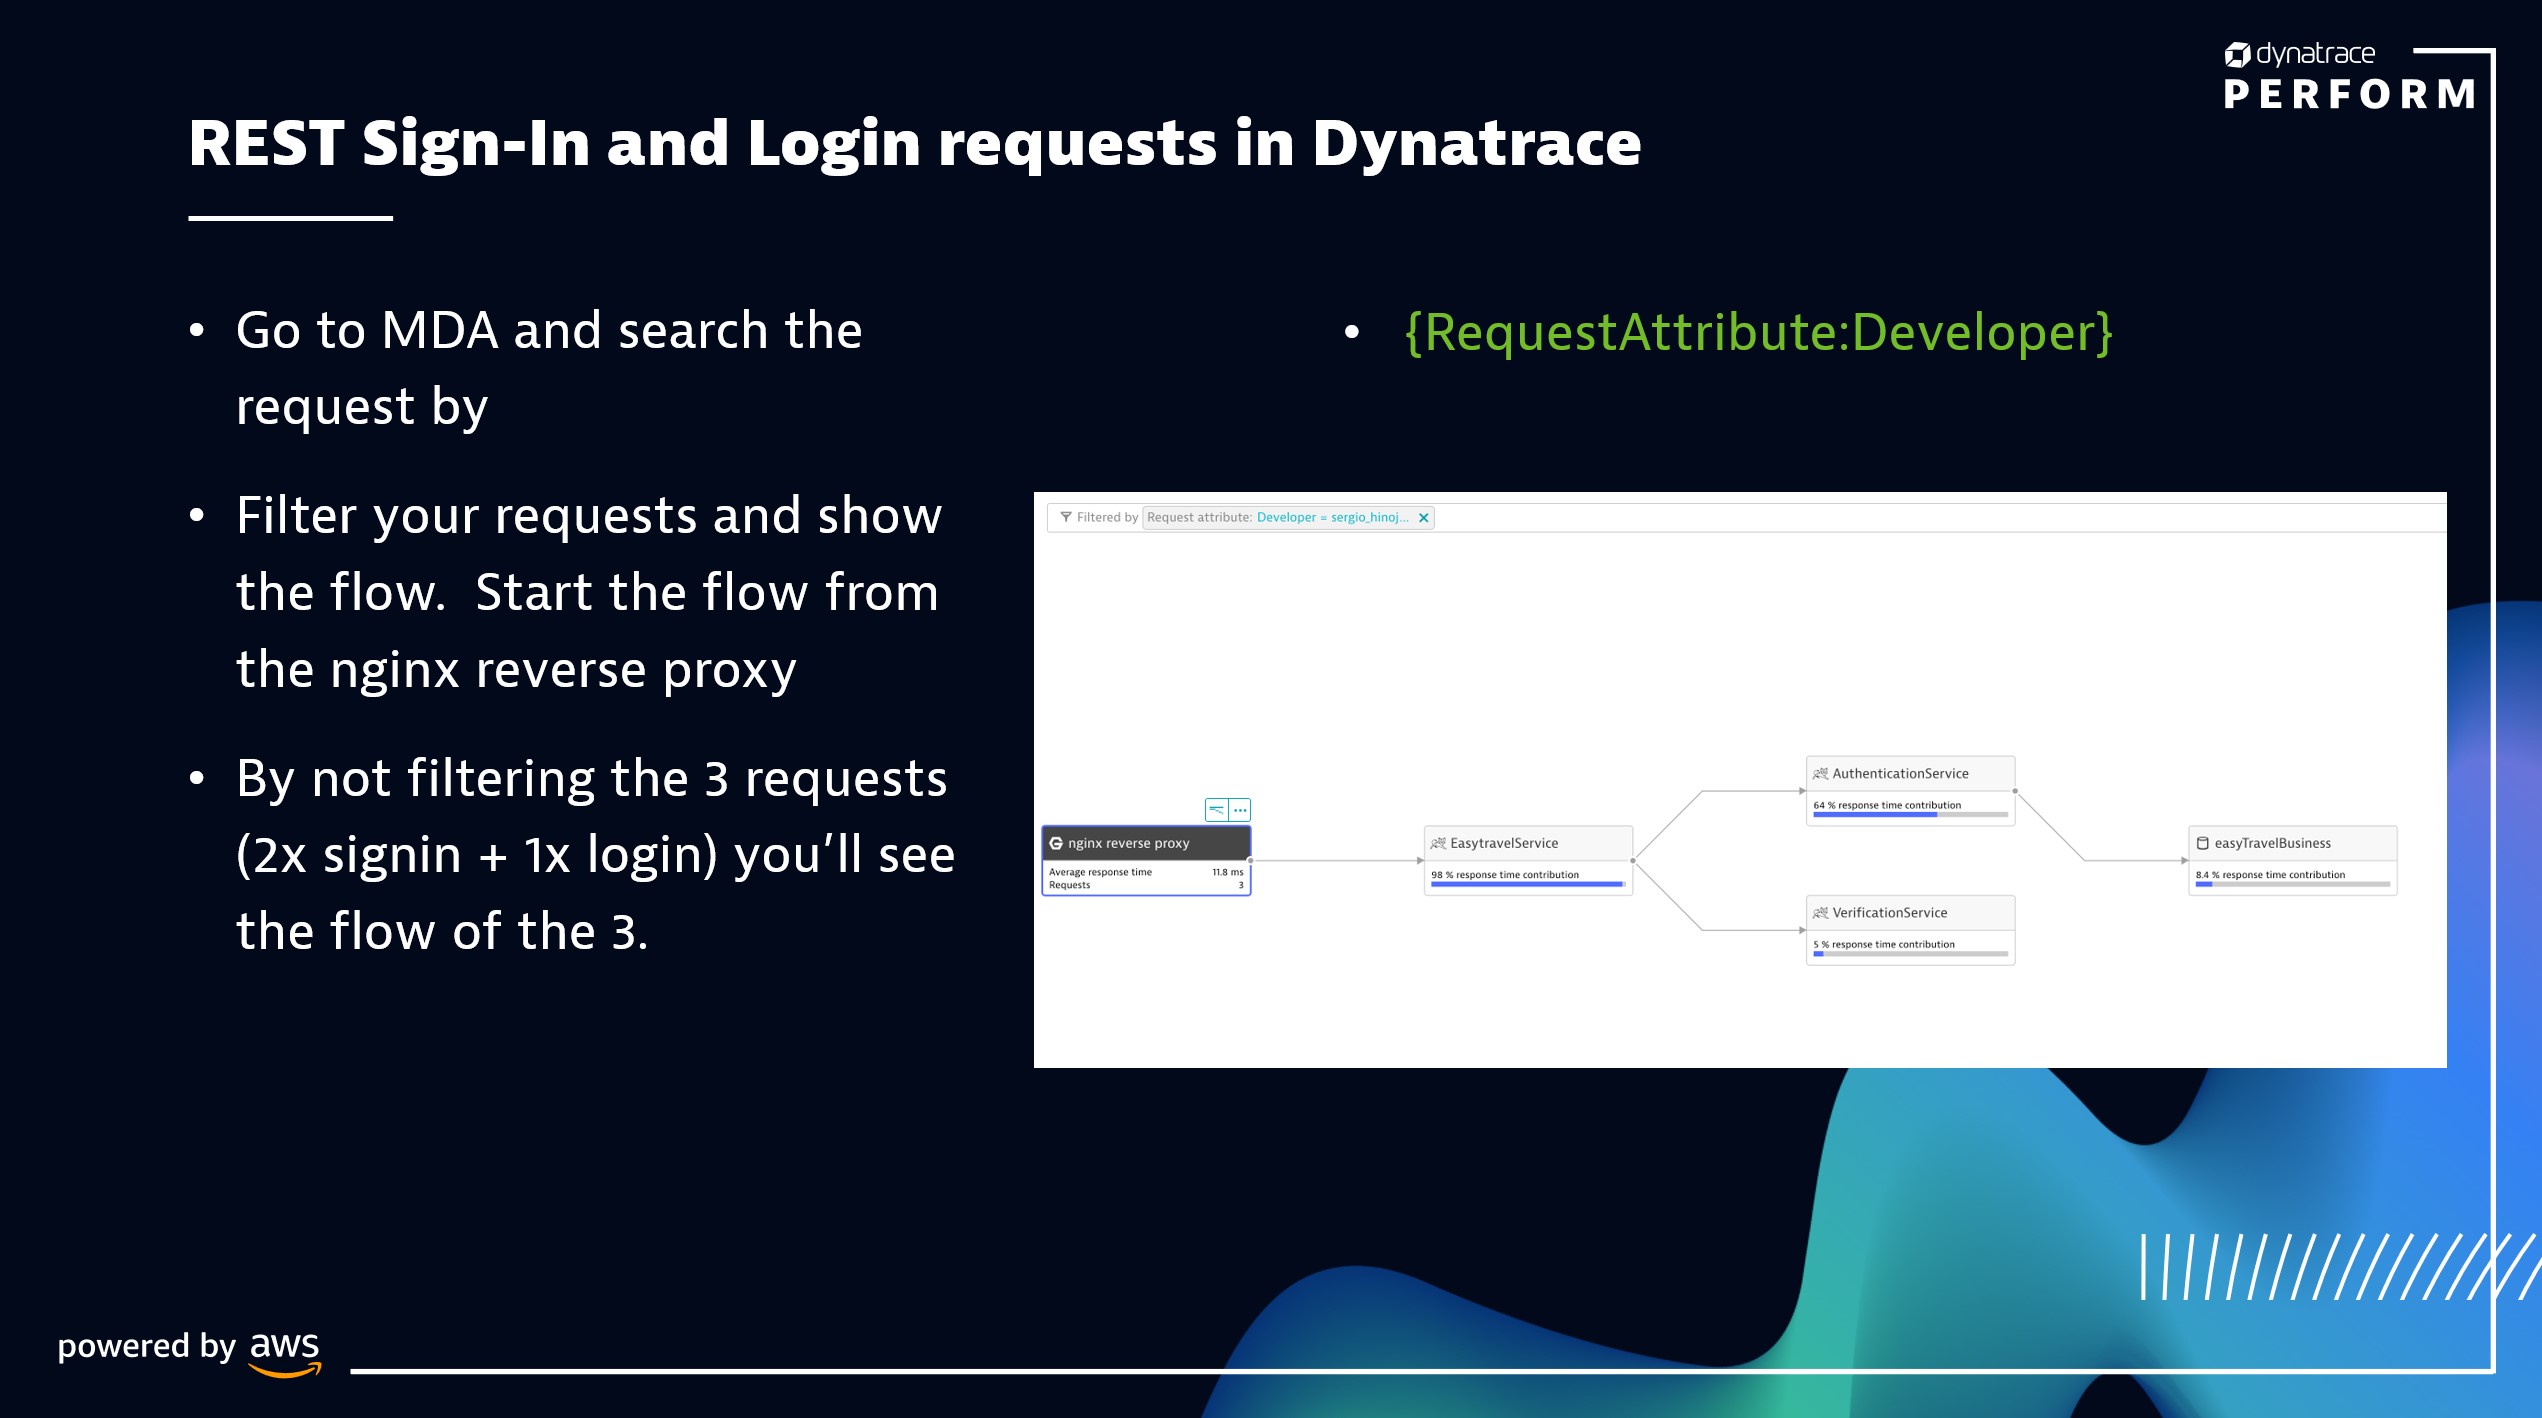 dynatrace
PERFORM
REST Sign-In and Login requests in Dynatrace
• Go to MDA and search the
request by
• Filter your requests and show
the flow.  Start the flow from
the nginx reverse proxy
• By not filtering the 3 requests
(2x signin + 1x login) you’ll see
the flow of the 3.
• {RequestAttribute:Developer}
Filtered by Request attribute: Developer = sergio_hinoj...
nginx reverse proxy
Average response time 11.8 ms
Requests 3
EasytravelService
98 % response time contribution
AuthenticationService
64 % response time contribution
VerificationService
5 % response time contribution
easyTravelBusiness
8.4 % response time contribution
powered by aws